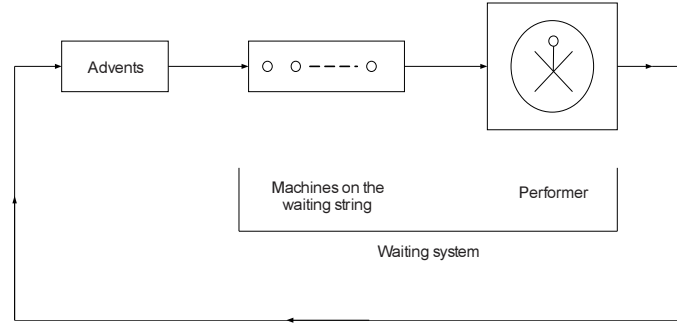 Advents
Machines on the
waiting string
Performer
Waiting system